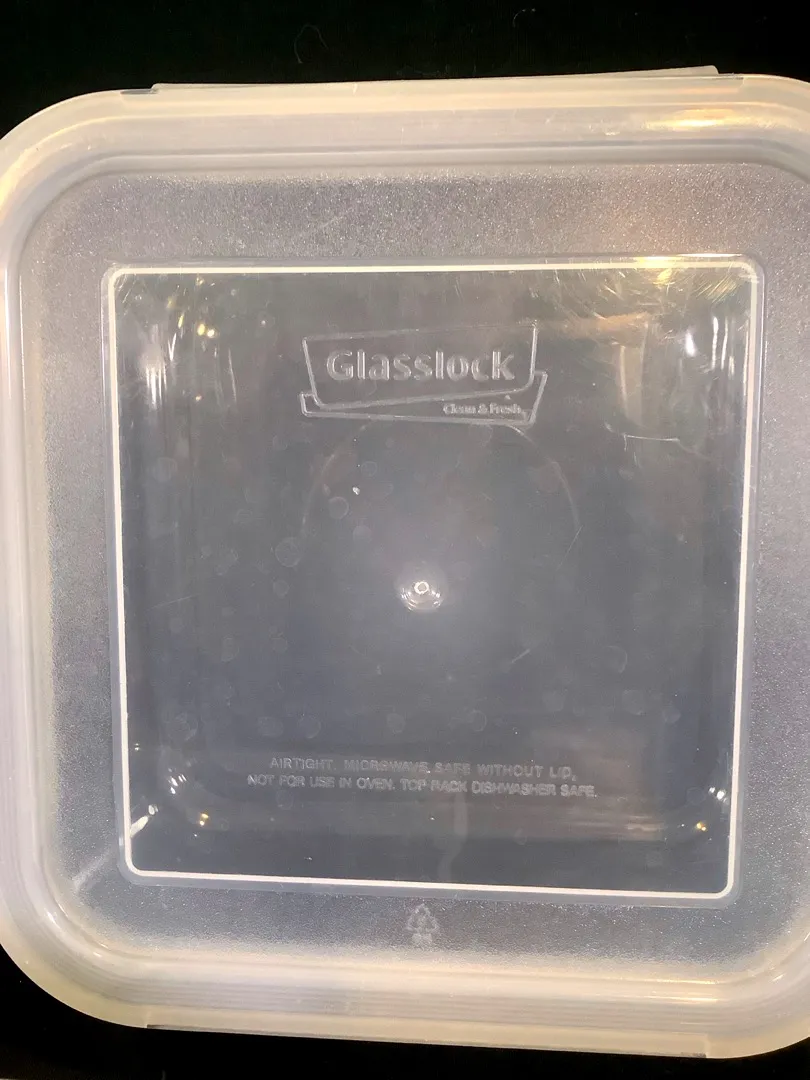 Glasslock
Clean & Fresh
AIRTIGHT. MICROWAVE SAFE WITHOUT LID,
NOT FOR USE IN OVEN. TOP RACK DISHWASHER SAFE.